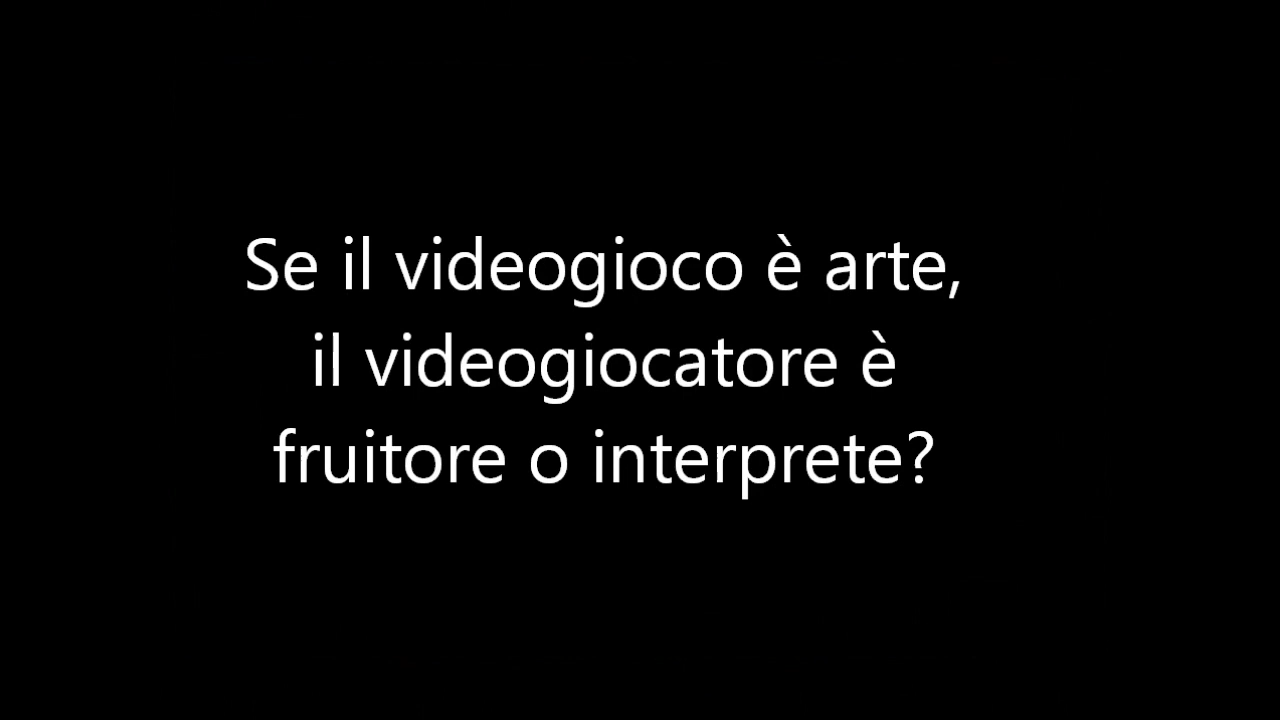 Se il videogioco è arte,
il videogiocatore è
fruitore o interprete?